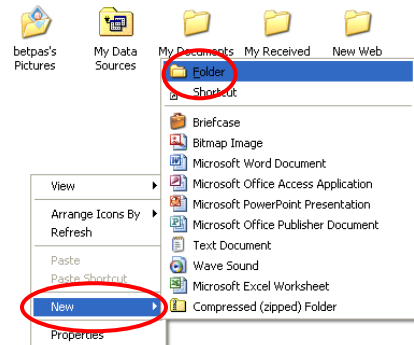 betpas's Pictures
My Data Sources
My Documents
My Received
New Web
Folder
Shortcut
Briefcase
Bitmap Image
Microsoft Word Document
Microsoft Office Access Application
Microsoft PowerPoint Presentation
Microsoft Office Publisher Document
Text Document
Wave Sound
Microsoft Excel Worksheet
Compressed (zipped) Folder
View
Arrange Icons By
Refresh
Paste
Paste Shortcut
New
Properties